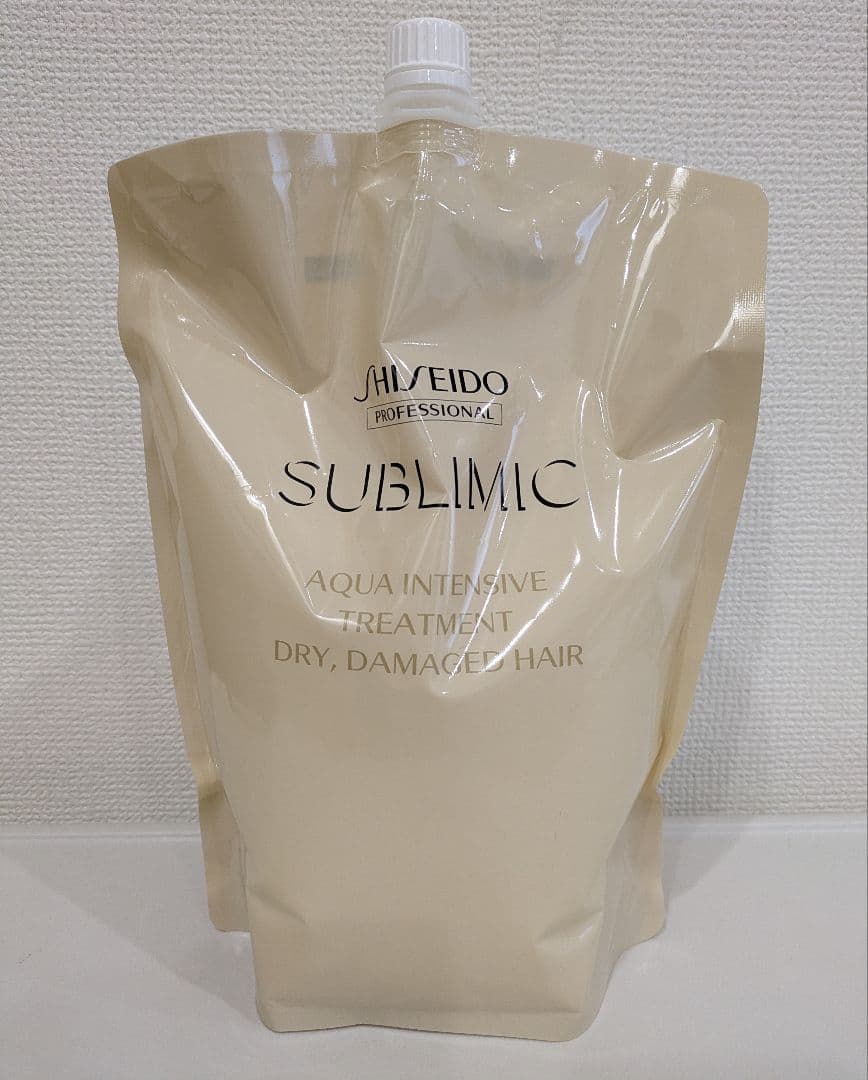 SHISEIDO
PROFESSIONAL
SUBLIMIC
AQUA INTENSIVE
TREATMENT
DRY, DAMAGED HAIR